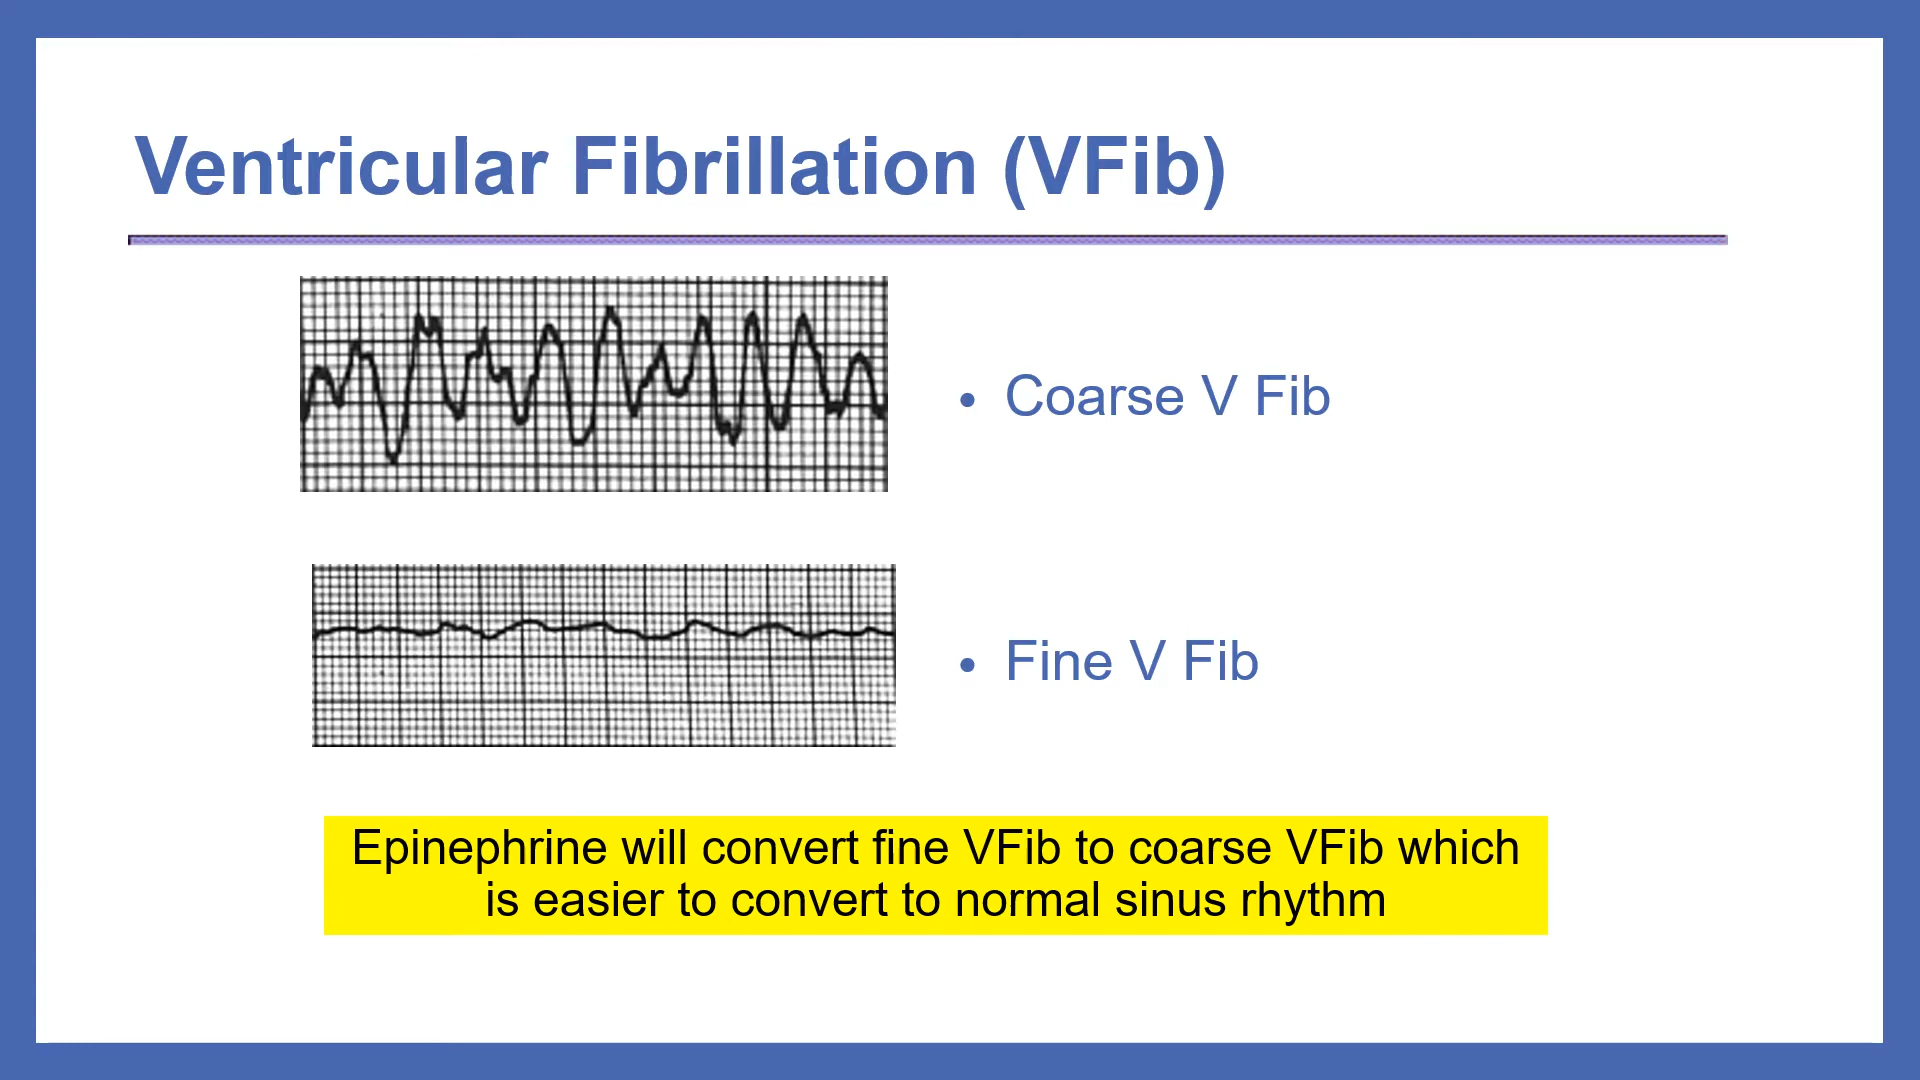 Ventricular Fibrillation (VFib)
• Coarse V Fib
• Fine V Fib
Epinephrine will convert fine VFib to coarse VFib which
is easier to convert to normal sinus rhythm